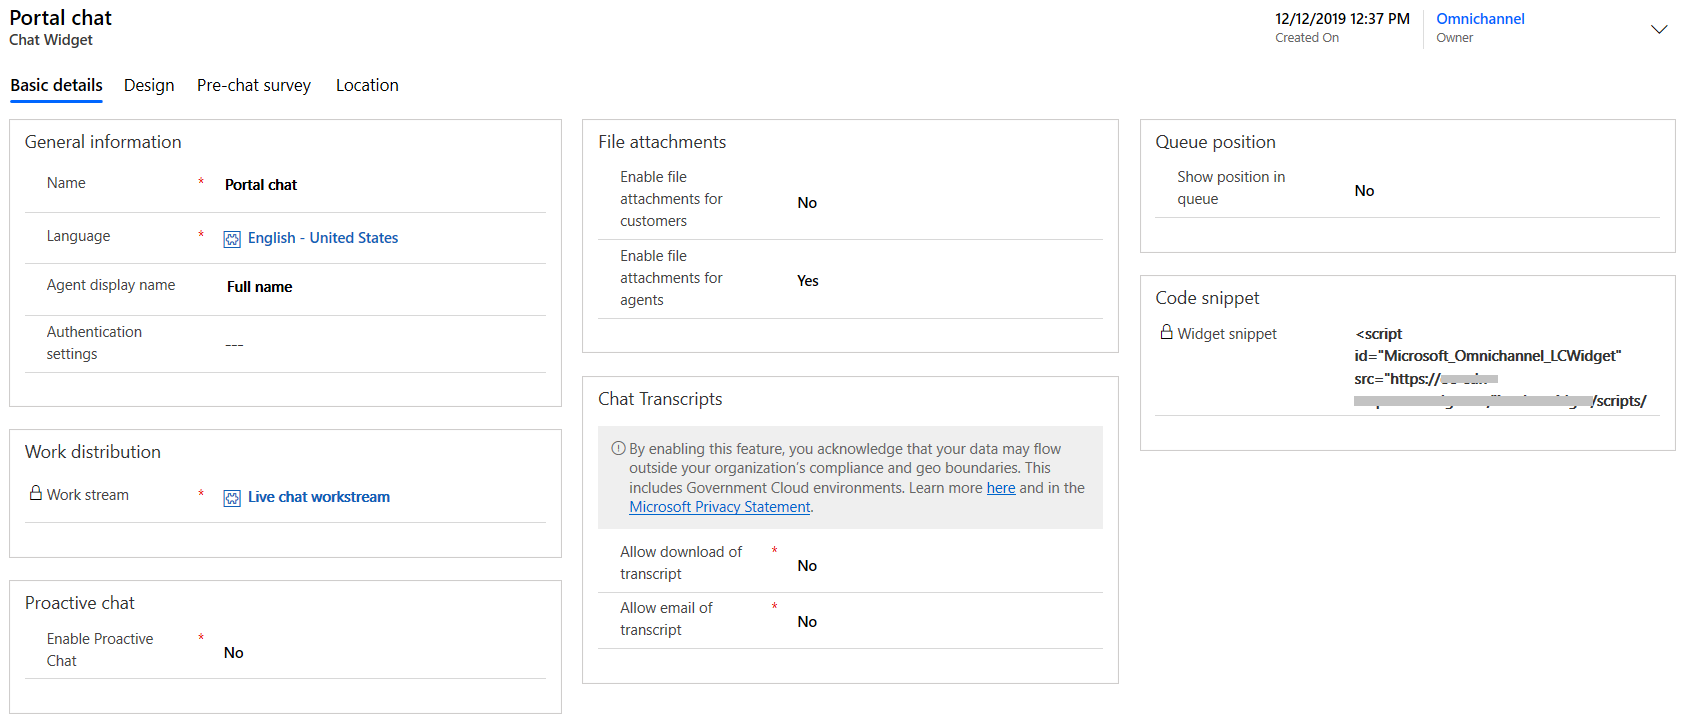 Portal chat
Chat Widget
12/12/2019 12:37 PM
Created On
Omnichannel
Owner
Basic details
Design
Pre-chat survey
Location
General information
Name
*
Portal chat
Language
*
English - United States
Agent display name
Full name
Authentication
settings
---
Work distribution
Work stream
*
Live chat workstream
Proactive chat
Enable Proactive
Chat
*
No
File attachments
Enable file
attachments for
customers
No
Enable file
attachments for
agents
Yes
Chat Transcripts
By enabling this feature, you acknowledge that your data may flow
outside your organization's compliance and geo boundaries. This
includes Government Cloud environments. Learn more here and in the
Microsoft Privacy Statement.
Allow download of
transcript
*
No
Allow email of
transcript
*
No
Queue position
Show position in
queue
No
Code snippet
Widget snippet
<script
id="Microsoft_Omnichannel_LCWidget"
src="https://
/scripts/